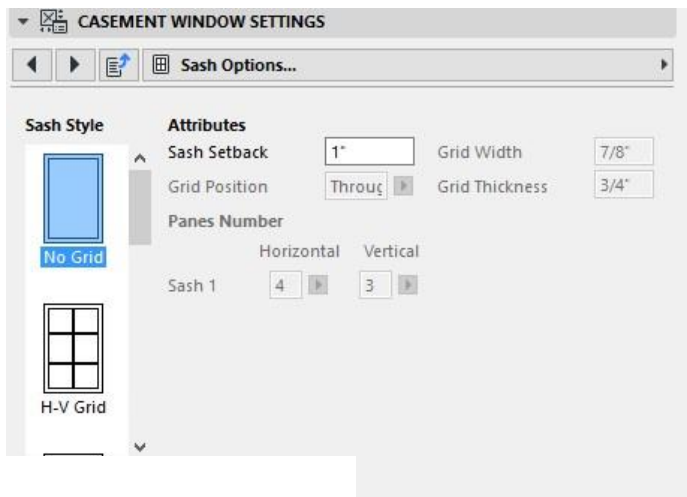 CASEMENT WINDOW SETTINGS
Sash Options...
Sash Style
Attributes
Sash Setback 1" Grid Width 7/8"
Grid Position Throug Grid Thickness 3/4"
Panes Number
No Grid
Horizontal Vertical
Sash 1 4 3
H-V Grid